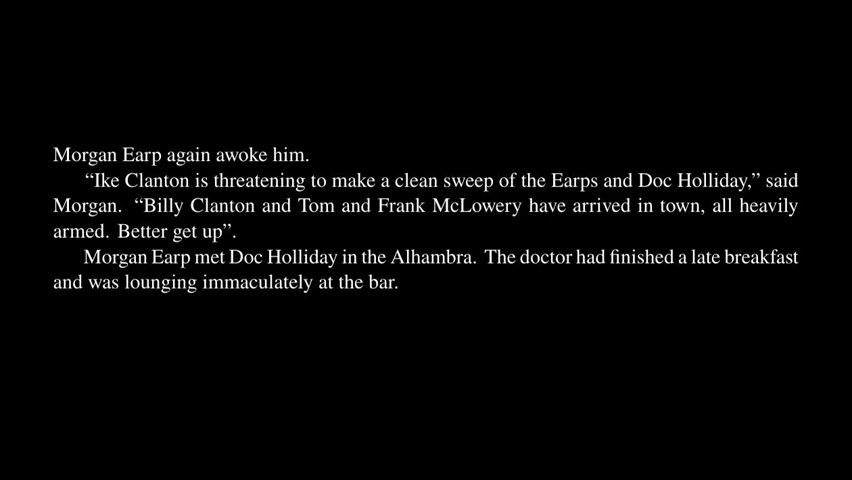 Morgan Earp again awoke him.
“Ike Clanton is threatening to make a clean sweep of the Earps and Doc Holliday,” said
Morgan. “Billy Clanton and Tom and Frank McLowery have arrived in town, all heavily
armed. Better get up”.
Morgan Earp met Doc Holliday in the Alhambra. The doctor had finished a late breakfast
and was lounging immaculately at the bar.